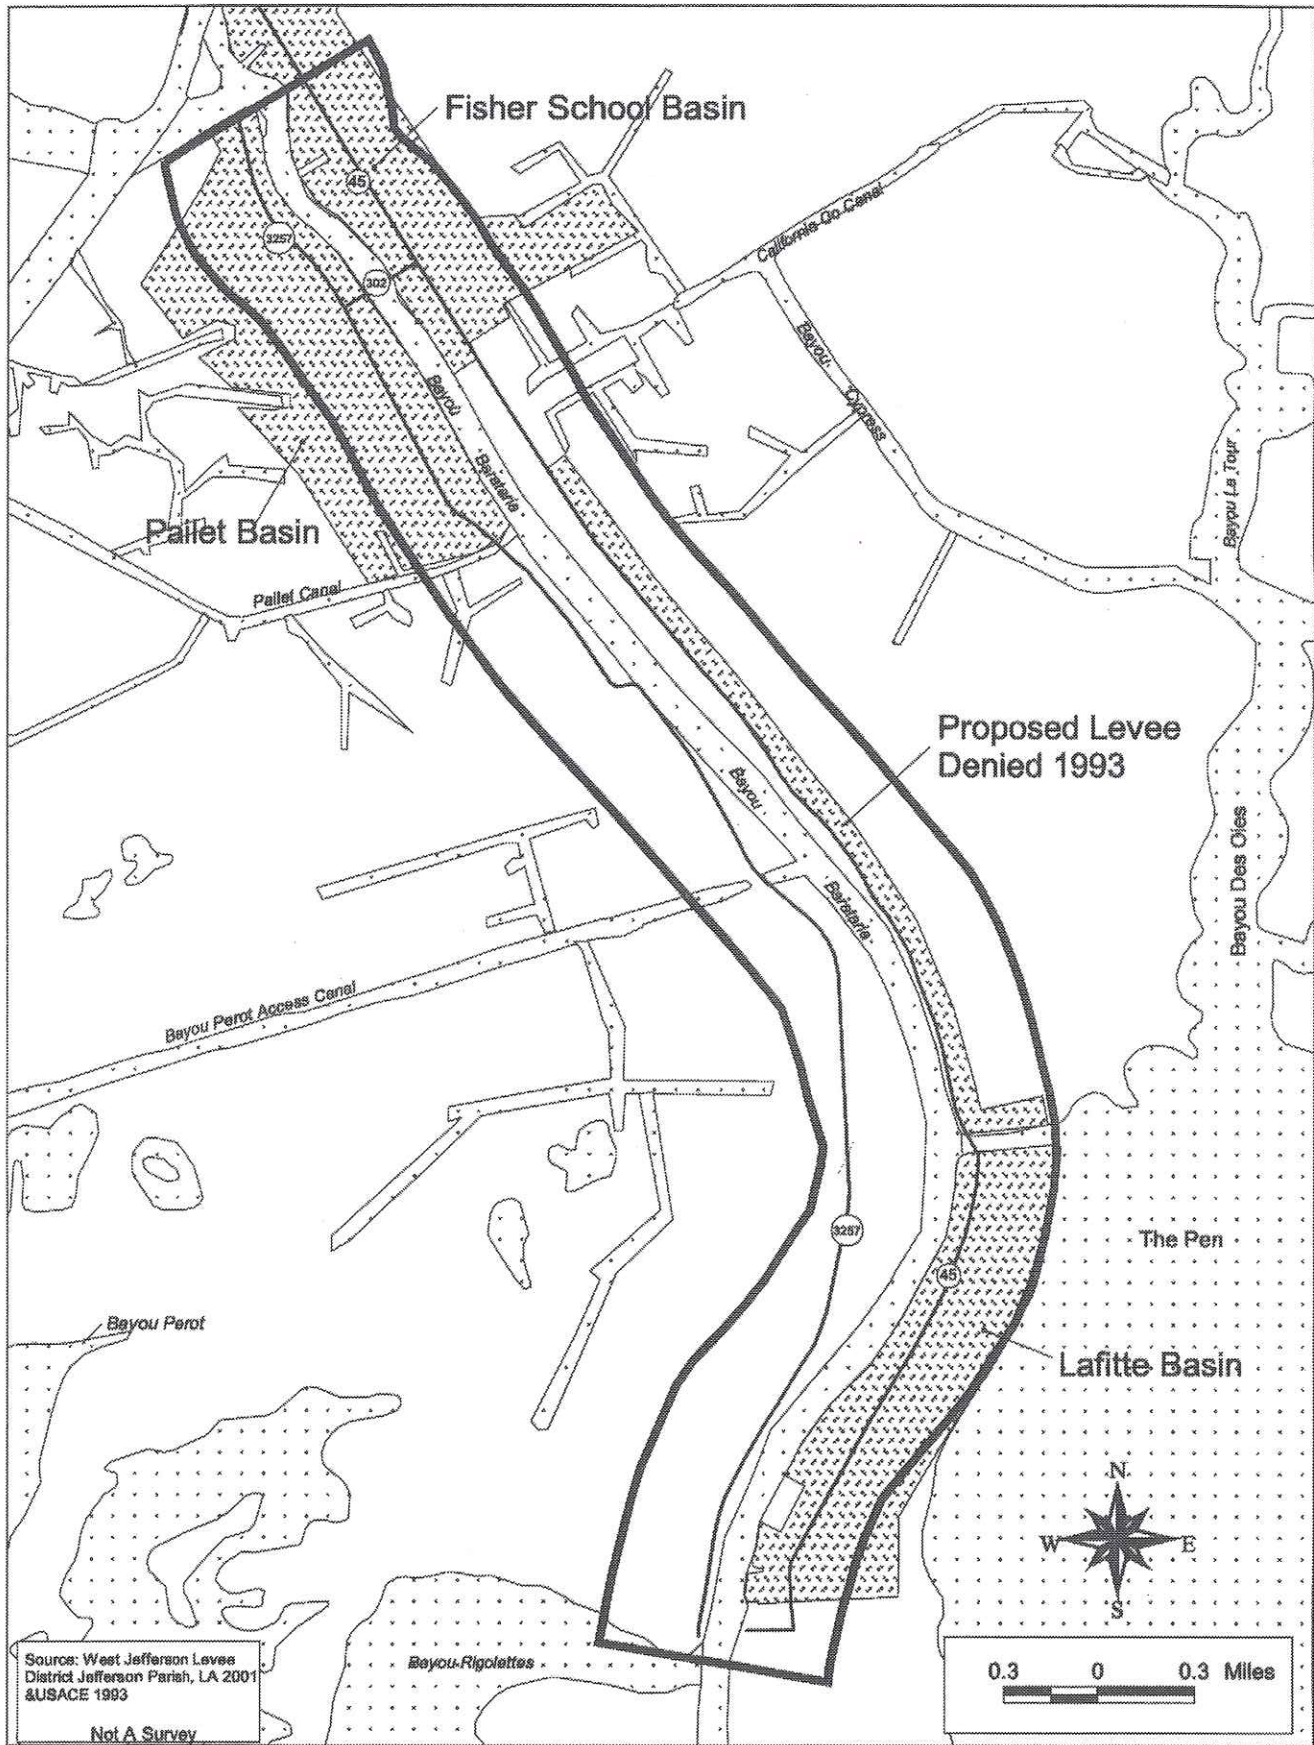 Fisher School Basin
45
California Oo Canal
3257
302
Bayou
Cypress
Bayou
Barataria
Bayou La Tour
Pailet Basin
Pailet Canal
Proposed Levee
Denied 1993
Bayou
Barataria
Bayou Des Oies
Bayou Perot Access Canal
The Pen
3257
45
Bayou Perot
Lafitte Basin
N
W
E
S
Source: West Jefferson Levee
District Jefferson Parish, LA 2001
&USACE 1993
Not A Survey
Bayou Rigolettes
0.3 0 0.3 Miles